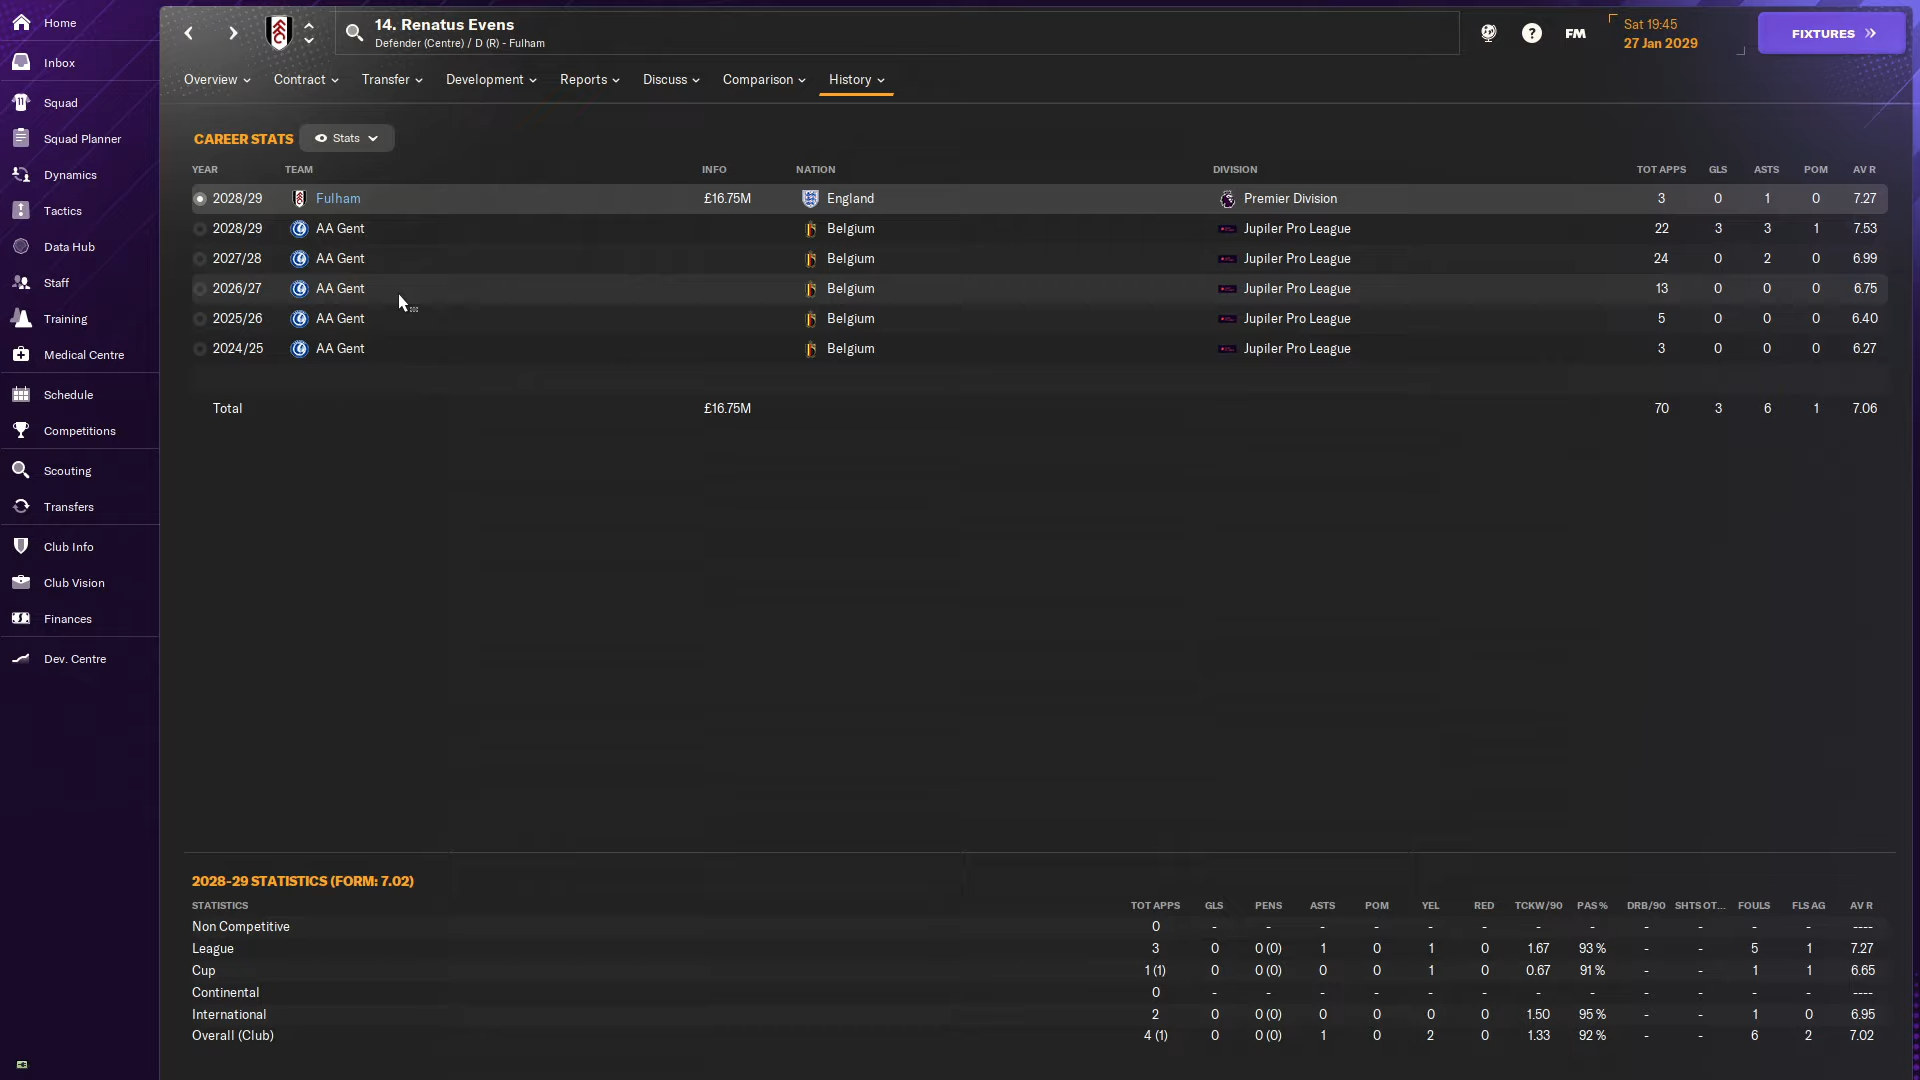 Home
Inbox
Squad
Squad Planner
Dynamics
Tactics
Data Hub
Staff
Training
Medical Centre
Schedule
Competitions
Scouting
Transfers
Club Info
Club Vision
Finances
Dev. Centre
14. Renatus Evens
Defender (Centre) / D (R) - Fulham
? FM
Sat 19:45
27 Jan 2029
FIXTURES
Overview Contract Transfer Development Reports Discuss Comparison History
CAREER STATS Stats
YEAR TEAM INFO NATION DIVISION TOT APPS GLS ASTS POM AV R
2028/29 Fulham £16.75M England Premier Division 3 0 1 0 7.27
2028/29 AA Gent Belgium Jupiler Pro League 22 3 3 1 7.53
2027/28 AA Gent Belgium Jupiler Pro League 24 0 2 0 6.99
2026/27 AA Gent Belgium Jupiler Pro League 13 0 0 0 6.75
2025/26 AA Gent Belgium Jupiler Pro League 5 0 0 0 6.40
2024/25 AA Gent Belgium Jupiler Pro League 3 0 0 0 6.27
Total £16.75M 70 3 6 1 7.06
2028-29 STATISTICS (FORM: 7.02)
STATISTICS TOT APPS GLS PENS ASTS POM YEL RED TCKW/90 PAS % DRB/90 SHTS OT... FOULS FLS AG AV R
Non Competitive 0 - - - - - - - - - - - - ----
League 3 0 0 (0) 1 0 1 0 1.67 93 % - - 5 1 7.27
Cup 1 (1) 0 0 (0) 0 0 1 0 0.67 91 % - - 1 1 6.65
Continental 0 - - - - - - - - - - - - ----
International 2 0 0 (0) 0 0 0 0 1.50 95 % - - 1 0 6.95
Overall (Club) 4 (1) 0 0 (0) 1 0 2 0 1.33 92 % - - 6 2 7.02